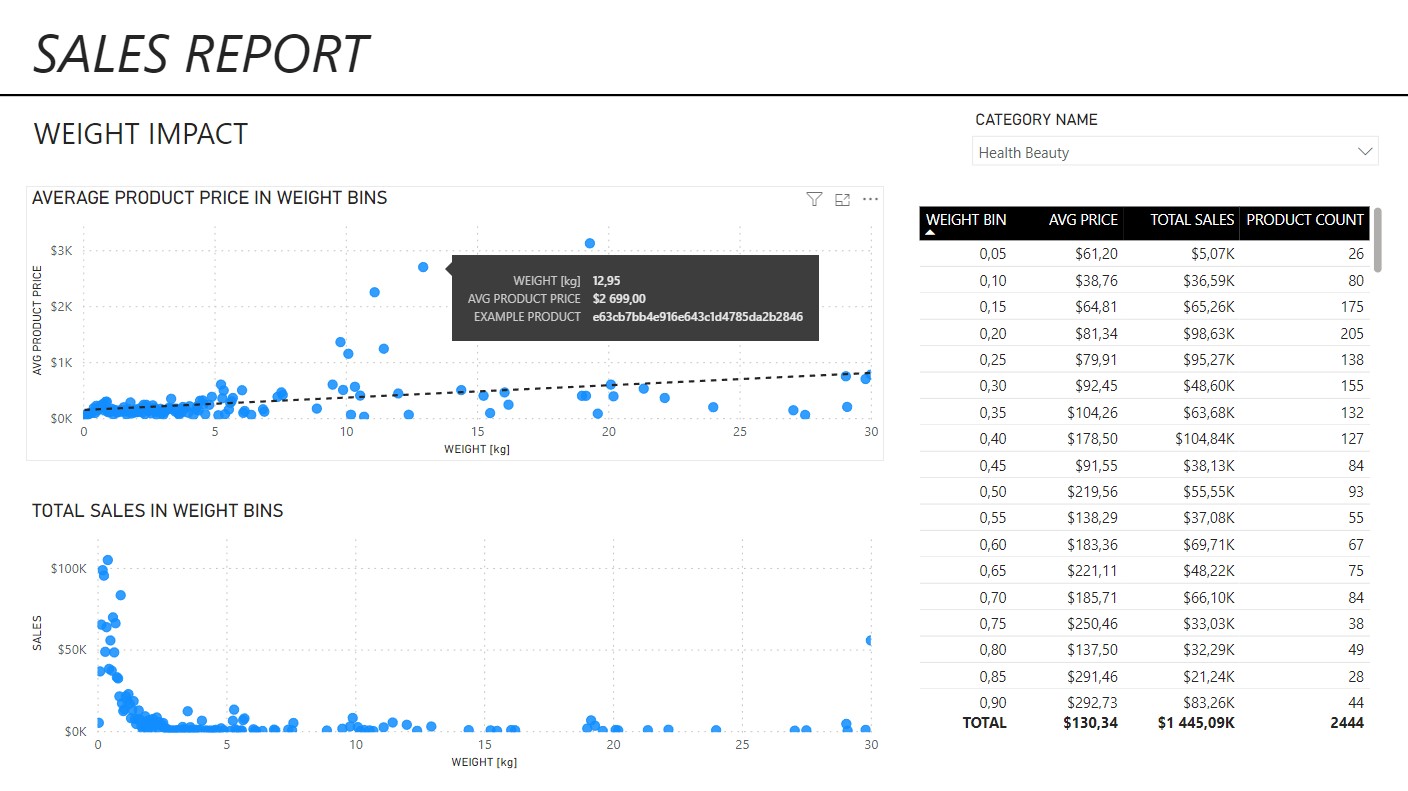 SALES REPORT
WEIGHT IMPACT
CATEGORY NAME
Health Beauty
AVERAGE PRODUCT PRICE IN WEIGHT BINS
AVG PRODUCT PRICE
$3K
$2K
$1K
$0K
WEIGHT [kg] 12,95
AVG PRODUCT PRICE $2 699,00
EXAMPLE PRODUCT e63cb7bb4e916e643c1d4785da2b2846
0 5 10 15 20 25 30
WEIGHT [kg]
TOTAL SALES IN WEIGHT BINS
SALES
$100K
$50K
$0K
0 5 10 15 20 25 30
WEIGHT [kg]
WEIGHT BIN AVG PRICE TOTAL SALES PRODUCT COUNT
0,05 $61,20 $5,07K 26
0,10 $38,76 $36,59K 80
0,15 $64,81 $65,26K 175
0,20 $81,34 $98,63K 205
0,25 $79,91 $95,27K 138
0,30 $92,45 $48,60K 155
0,35 $104,26 $63,68K 132
0,40 $178,50 $104,84K 127
0,45 $91,55 $38,13K 84
0,50 $219,56 $55,55K 93
0,55 $138,29 $37,08K 55
0,60 $183,36 $69,71K 67
0,65 $221,11 $48,22K 75
0,70 $185,71 $66,10K 84
0,75 $250,46 $33,03K 38
0,80 $137,50 $32,29K 49
0,85 $291,46 $21,24K 28
0,90 $292,73 $83,26K 44
TOTAL $130,34 $1 445,09K 2444